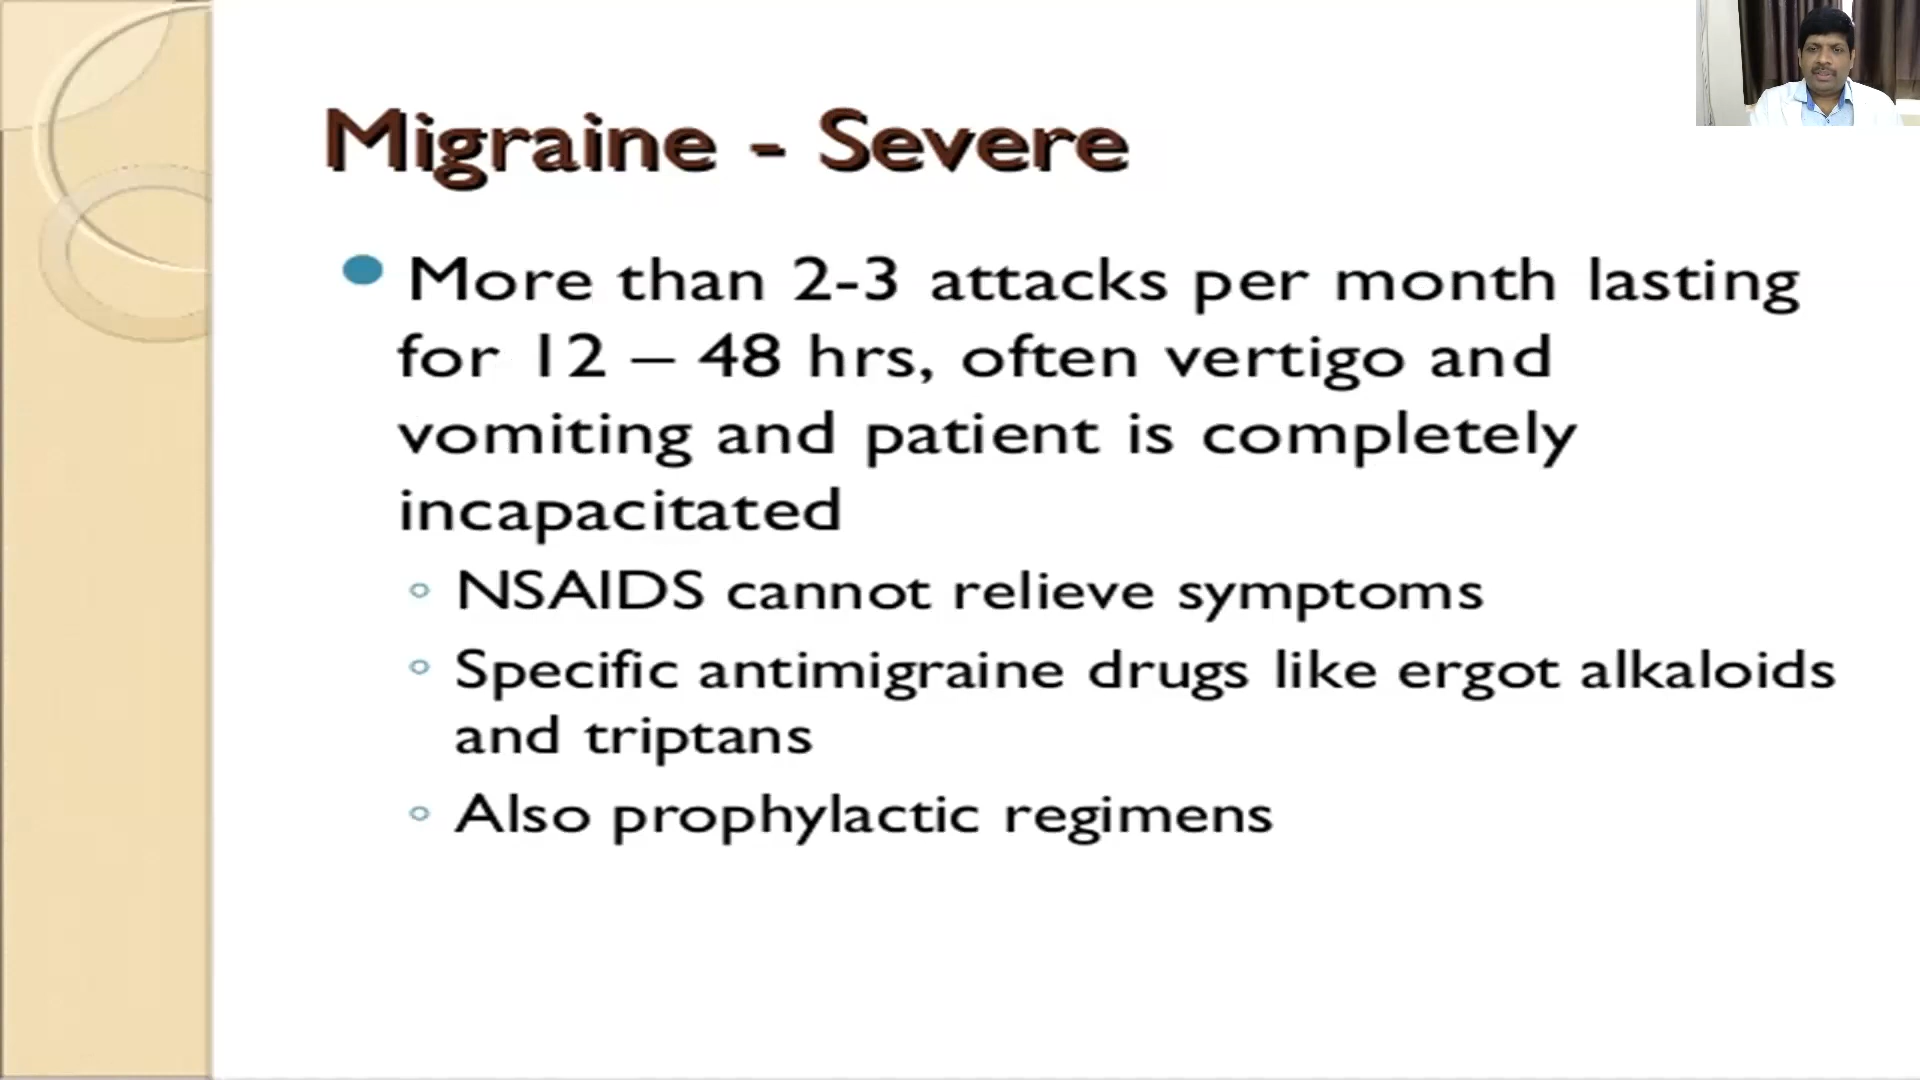 Migraine - Severe
More than 2-3 attacks per month lasting
for 12 – 48 hrs, often vertigo and
vomiting and patient is completely
incapacitated
NSAIDS cannot relieve symptoms
Specific antimigraine drugs like ergot alkaloids
and triptans
Also prophylactic regimens